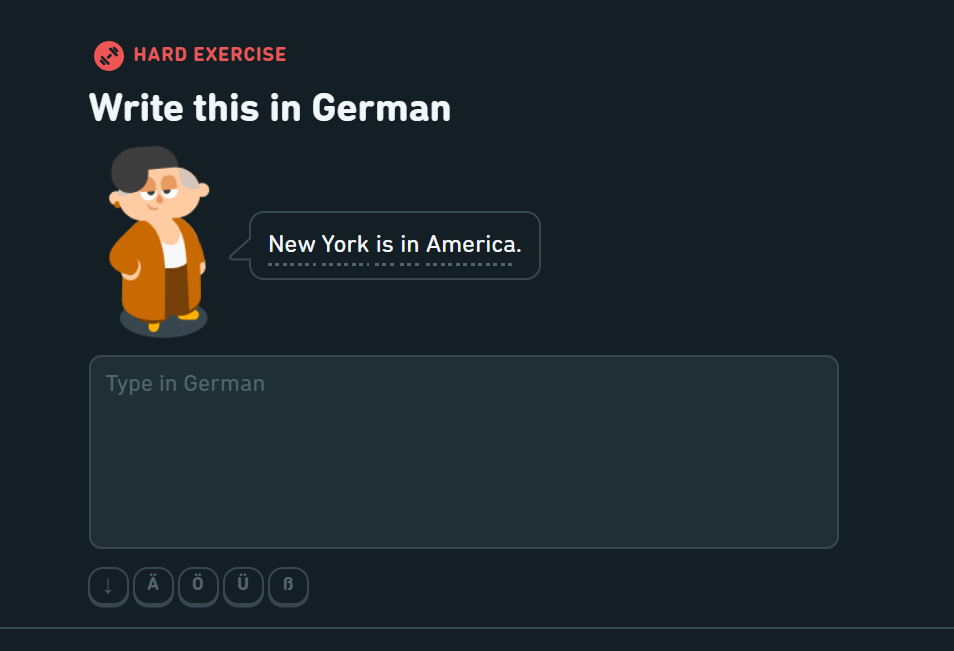 HARD EXERCISE
Write this in German
New York is in America.
Type in German
↓ Ä Ö Ü ß